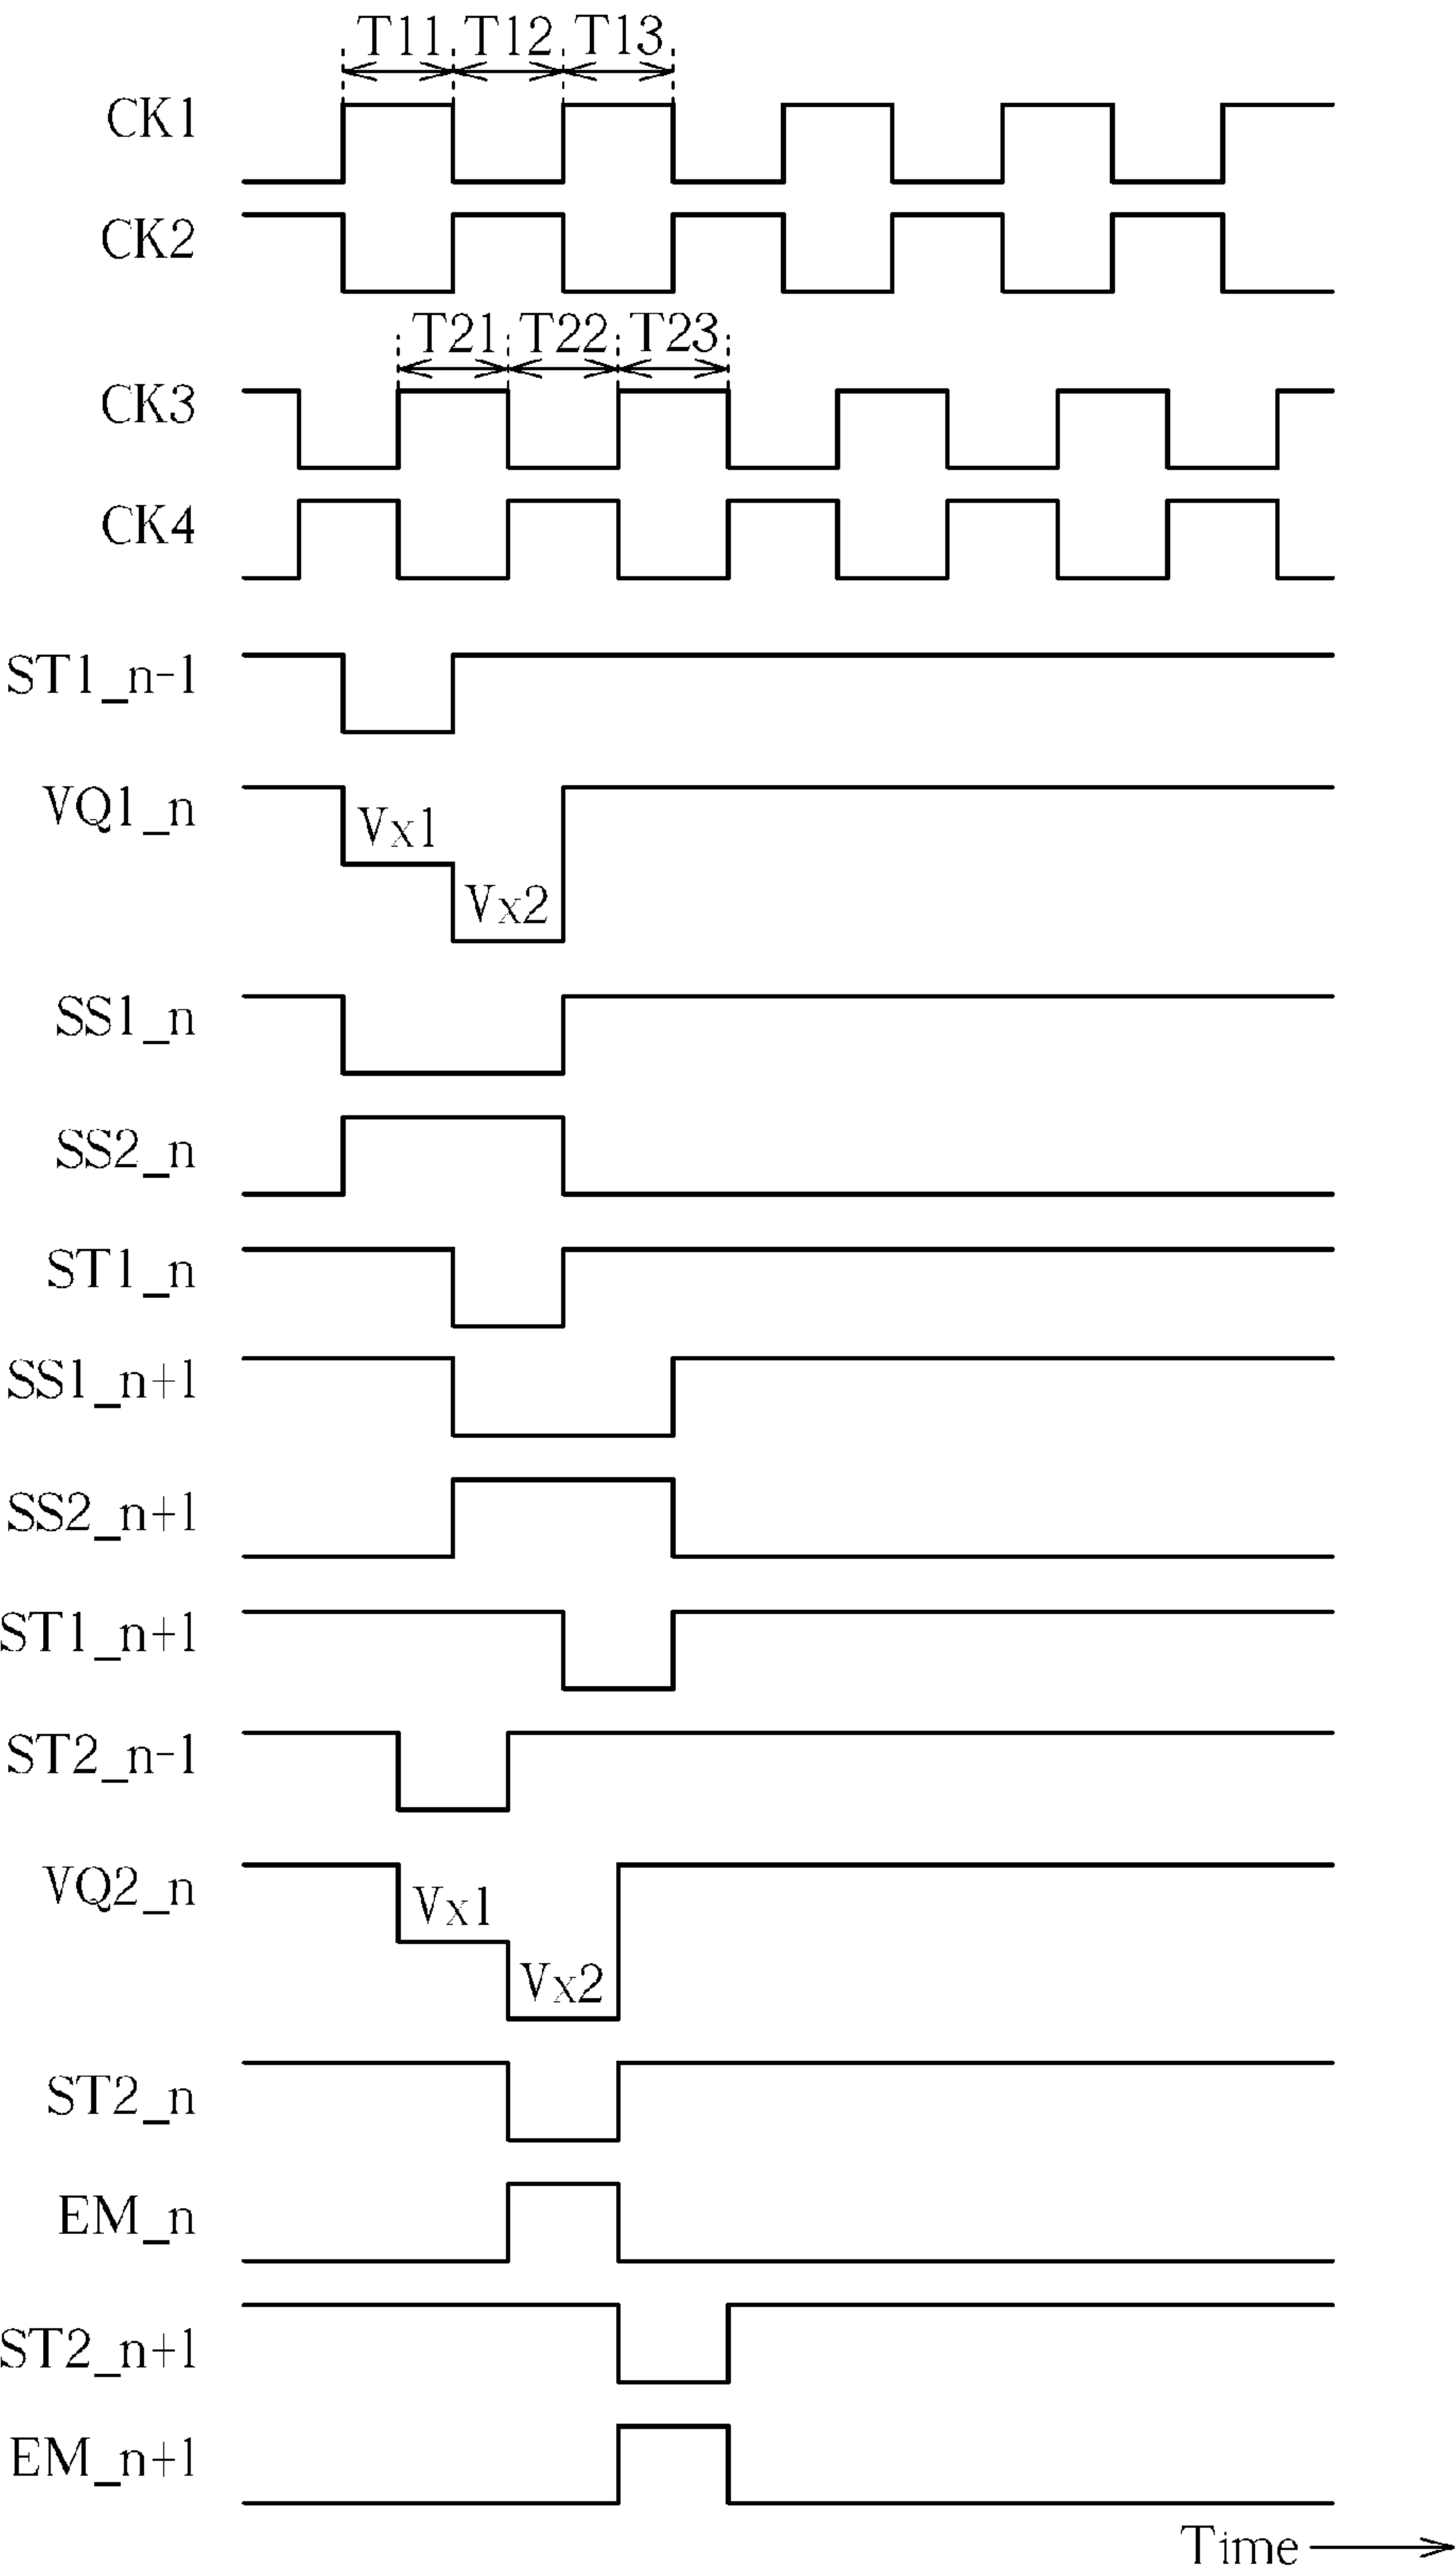 T11 T12 T13
CK1
CK2
T21 T22 T23
CK3
CK4
ST1_n-1
VQ1_n
Vx1
Vx2
SS1_n
SS2_n
ST1_n
SS1_n+1
SS2_n+1
ST1_n+1
ST2_n-1
VQ2_n
Vx1
Vx2
ST2_n
EM_n
ST2_n+1
EM_n+1
Time